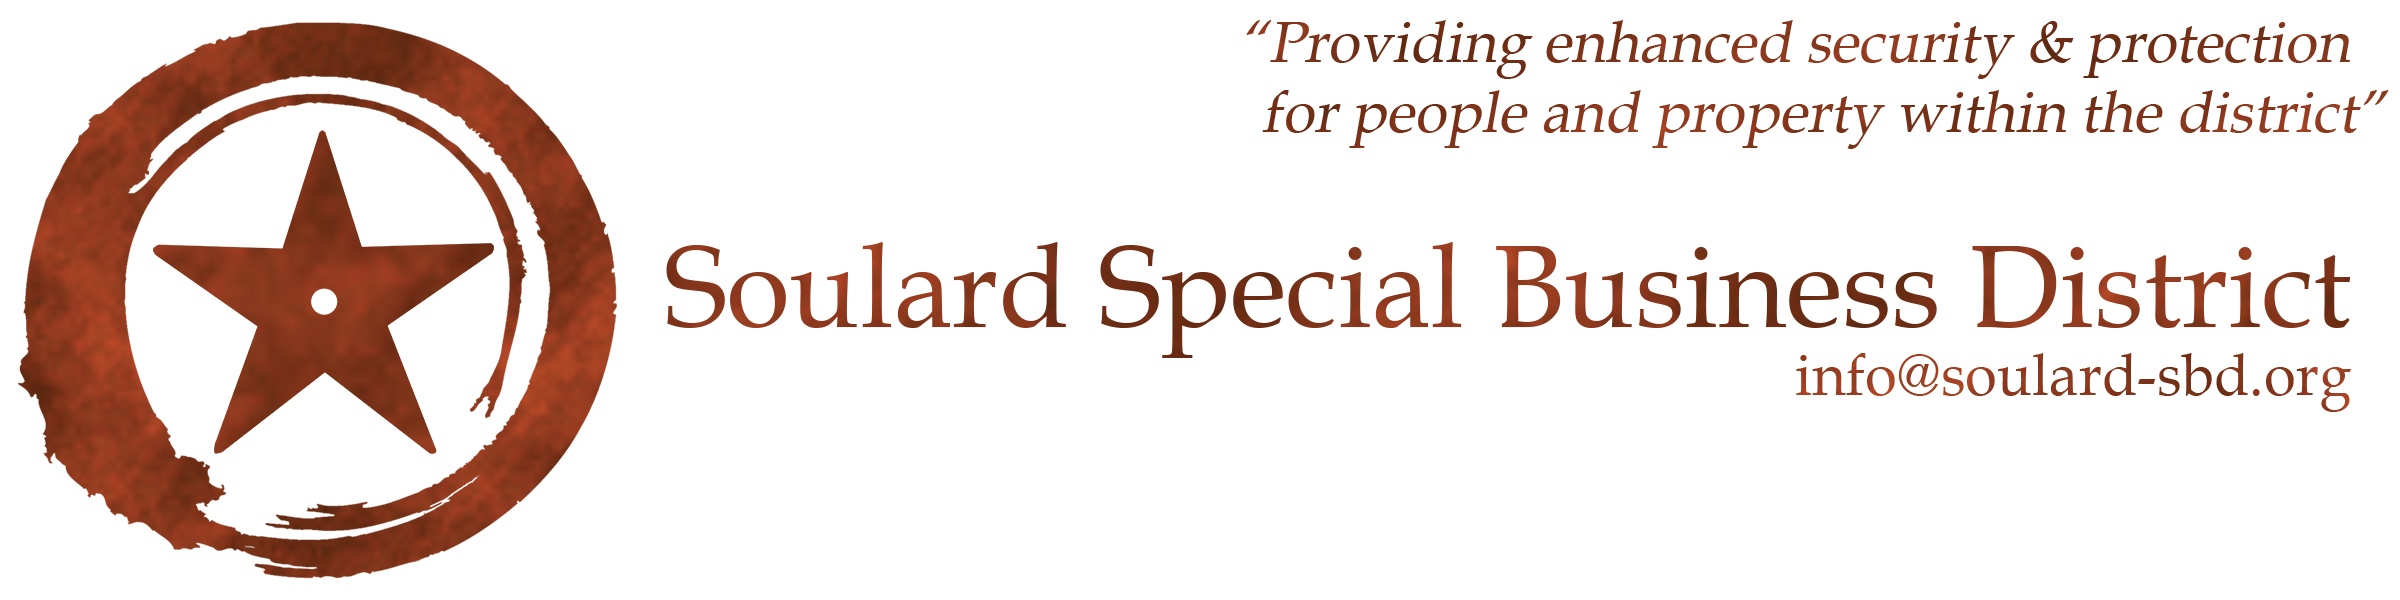 “Providing enhanced security & protection
for people and property within the district”
Soulard Special Business District
info@soulard-sbd.org